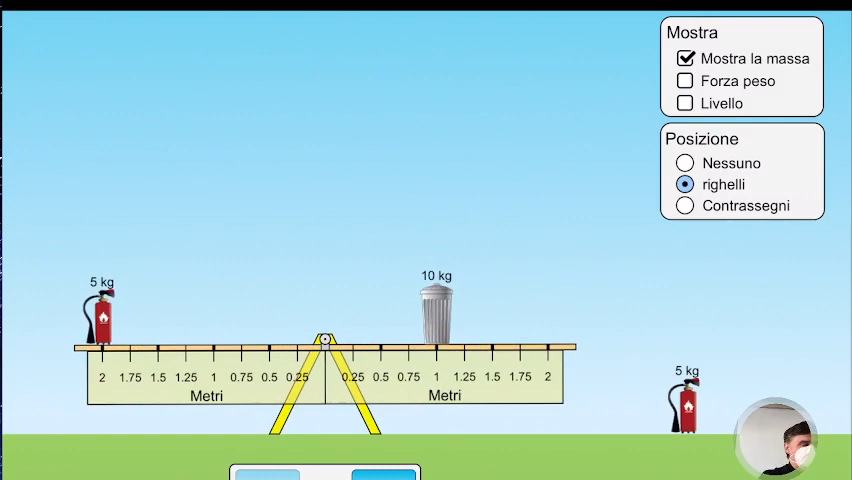 Mostra
Mostra la massa
Forza peso
Livello
Posizione
Nessuno
righelli
Contrassegni
5 kg
10 kg
2 1.75 1.5 1.25 1 0.75 0.5 0.25 0.25 0.5 0.75 1 1.25 1.5 1.75 2
Metri Metri
5 kg